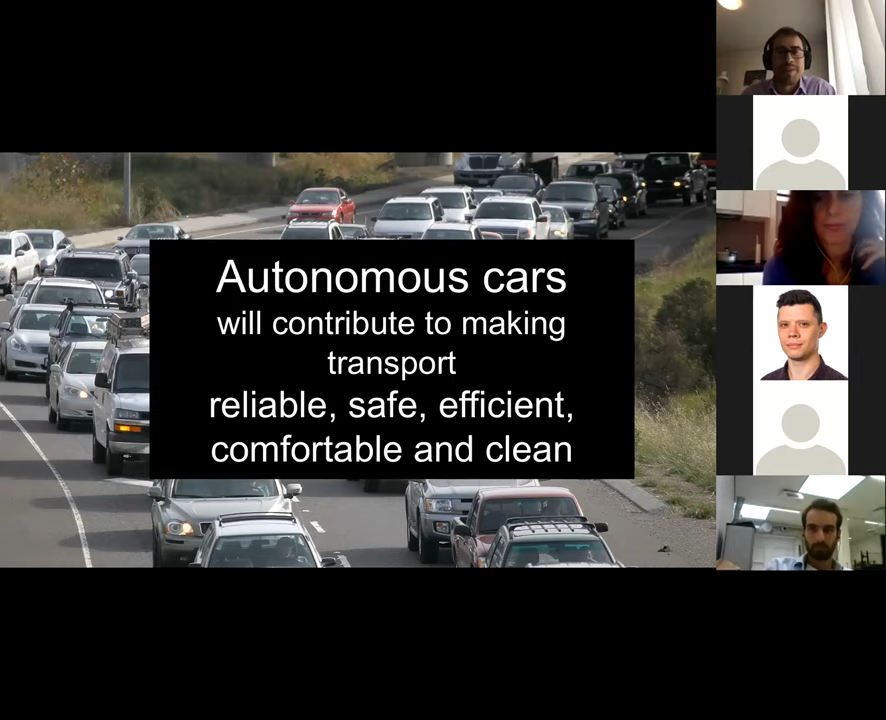 Autonomous cars
will contribute to making
transport
reliable, safe, efficient,
comfortable and clean